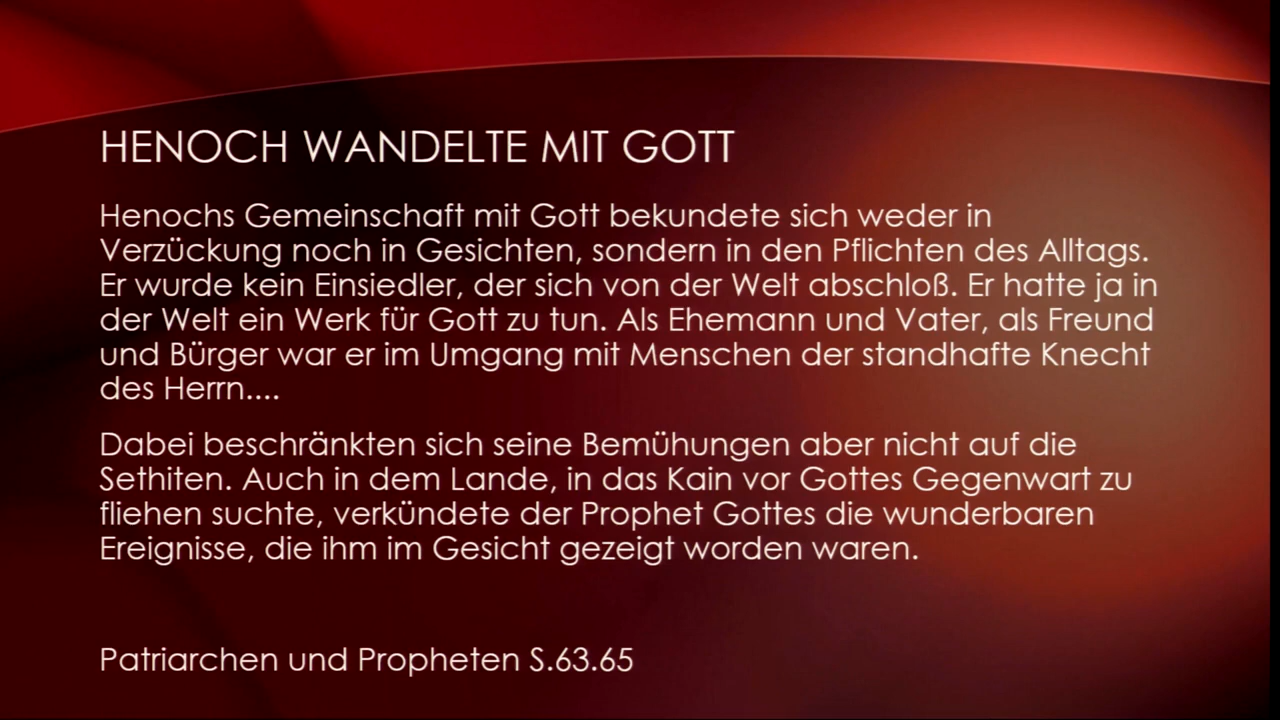 HENOCH WANDELTE MIT GOTT
Henochs Gemeinschaft mit Gott bekundete sich weder in
Verzückung noch in Gesichten, sondern in den Pflichten des Alltags.
Er wurde kein Einsiedler, der sich von der Welt abschloß. Er hatte ja in
der Welt ein Werk für Gott zu tun. Als Ehemann und Vater, als Freund
und Bürger war er im Umgang mit Menschen der standhafte Knecht
des Herrn....
Dabei beschränkten sich seine Bemühungen aber nicht auf die
Sethiten. Auch in dem Lande, in das Kain vor Gottes Gegenwart zu
fliehen suchte, verkündete der Prophet Gottes die wunderbaren
Ereignisse, die ihm im Gesicht gezeigt worden waren.
Patriarchen und Propheten S.63.65